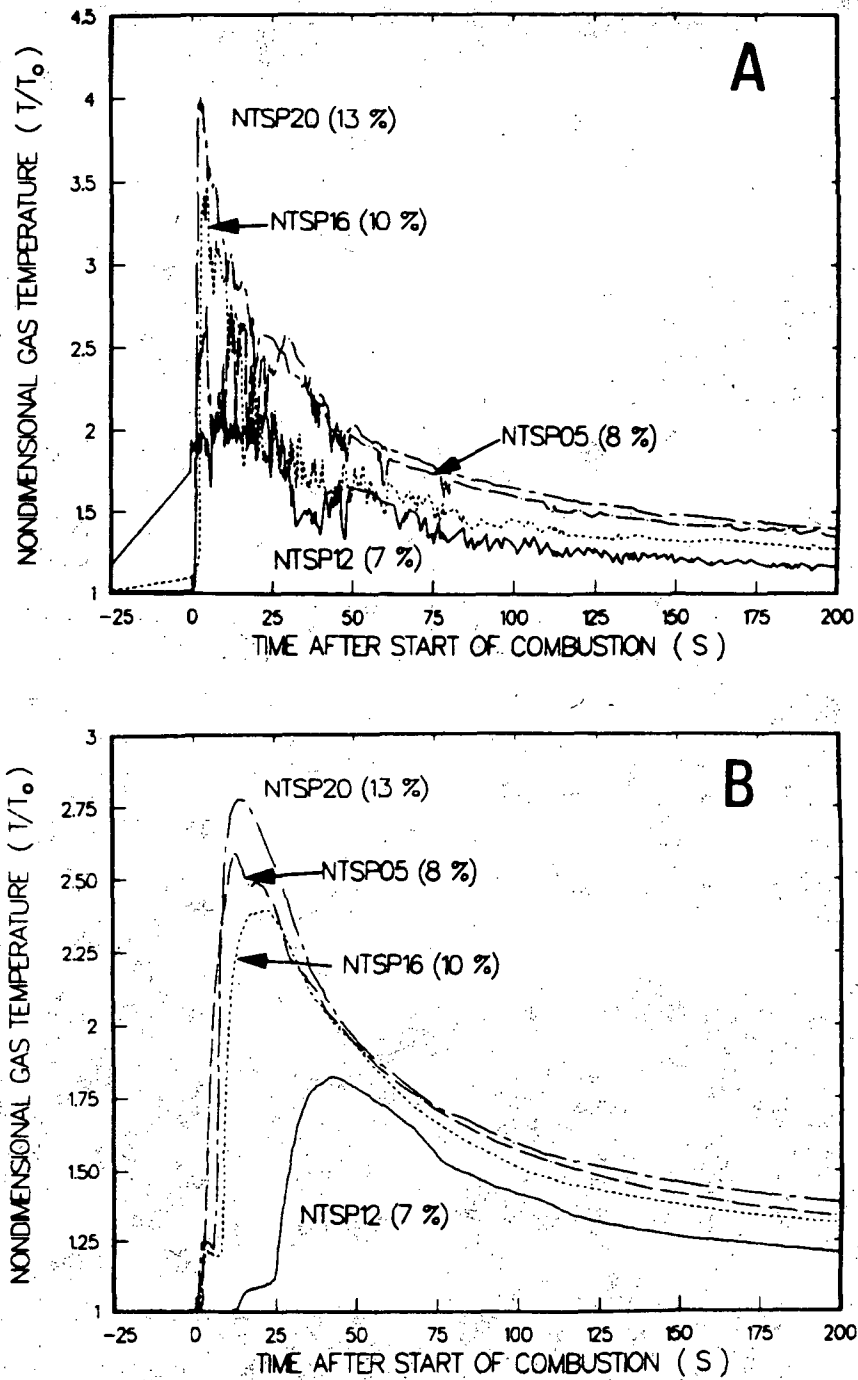 A
NONDIMENSIONAL GAS TEMPERATURE ( T/To )
4.5
4
3.5
3
2.5
2
1.5
1
NTSP20 (13 %)
NTSP16 (10 %)
NTSP05 (8 %)
NTSP12 (7 %)
-25 0 25 50 75 100 125 150 175 200
TIME AFTER START OF COMBUSTION ( S )
B
NONDIMENSIONAL GAS TEMPERATURE ( T/To )
3
2.75
2.50
2.25
2
1.75
1.50
1.25
1
NTSP20 (13 %)
NTSP05 (8 %)
NTSP16 (10 %)
NTSP12 (7 %)
-25 0 25 50 75 100 125 150 175 200
TIME AFTER START OF COMBUSTION ( S )